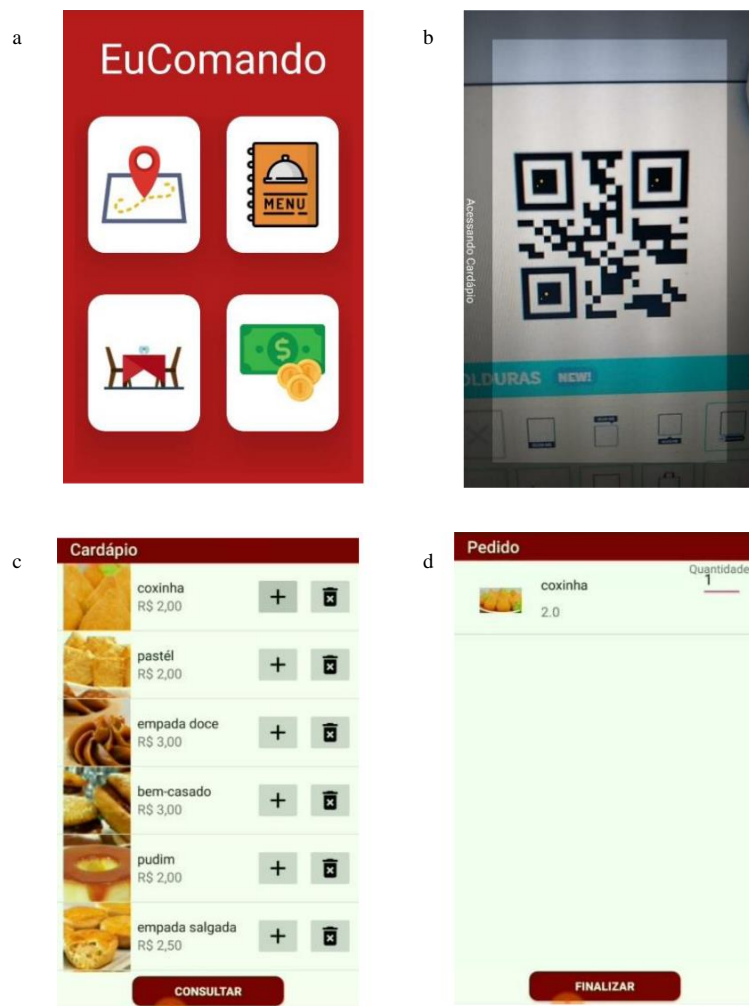 a
EuComando
MENU
b
Acessando Cardápio
OLDURAS NEW!
c
Cardápio
coxinha
R$ 2,00
pastél
R$ 2,00
empada doce
R$ 3,00
bem-casado
R$ 3,00
pudim
R$ 2,00
empada salgada
R$ 2,50
CONSULTAR
d
Pedido
Quantidade
coxinha
1
2.0
FINALIZAR